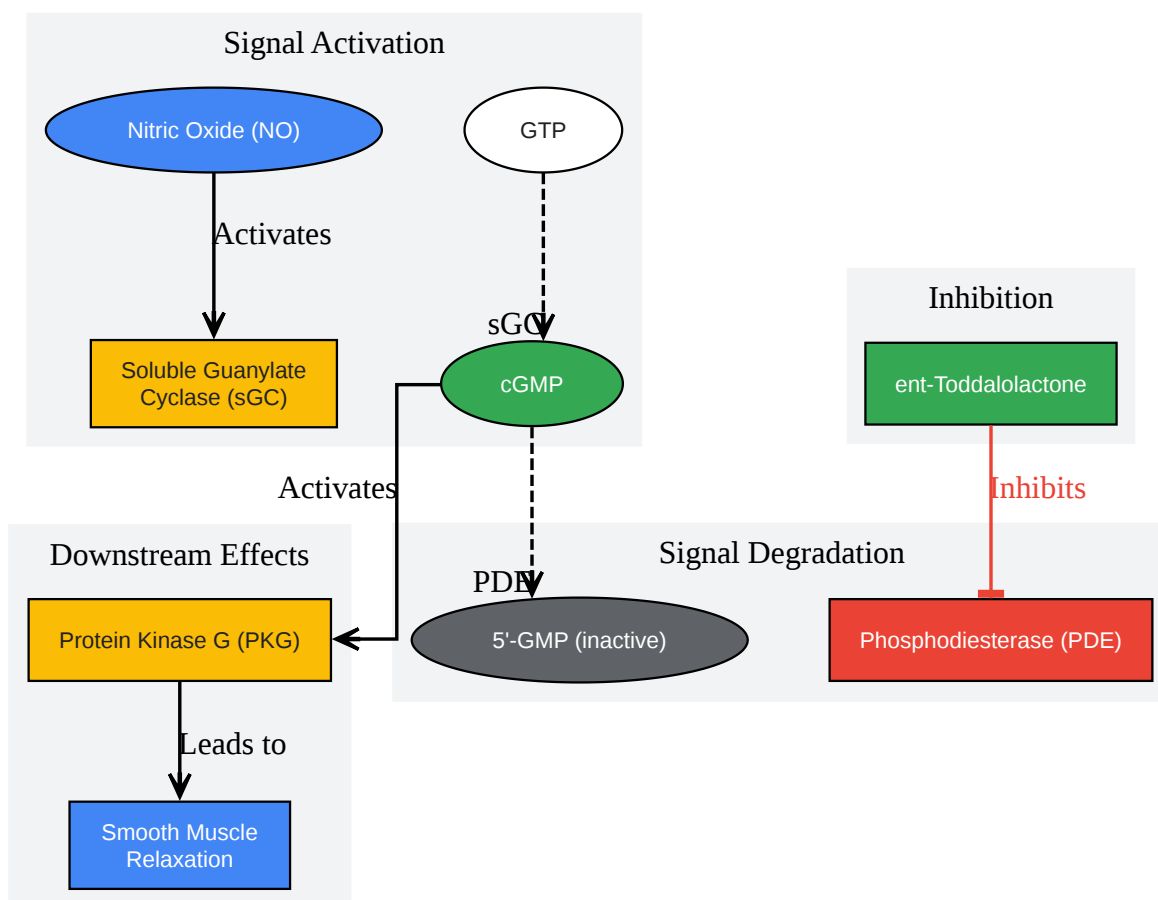 Signal Activation
Nitric Oxide (NO)
GTP
Activates
sGC
Soluble Guanylate
Cyclase (sGC)
cGMP
Inhibition
ent-Toddalolactone
Activates
Inhibits
Downstream Effects
Signal Degradation
PDE
Protein Kinase G (PKG)
5'-GMP (inactive)
Phosphodiesterase (PDE)
Leads to
Smooth Muscle
Relaxation